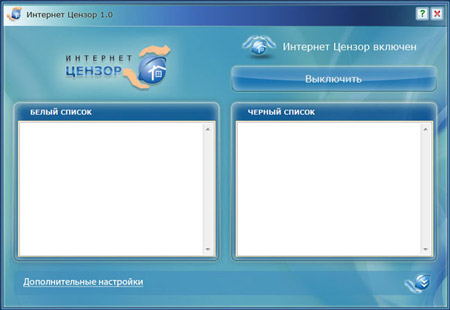 Интернет Цензор 1.0
ИНТЕРНЕТ
ЦЕНЗОР
Интернет Цензор включен
Выключить
БЕЛЫЙ СПИСОК
ЧЕРНЫЙ СПИСОК
Дополнительные настройки